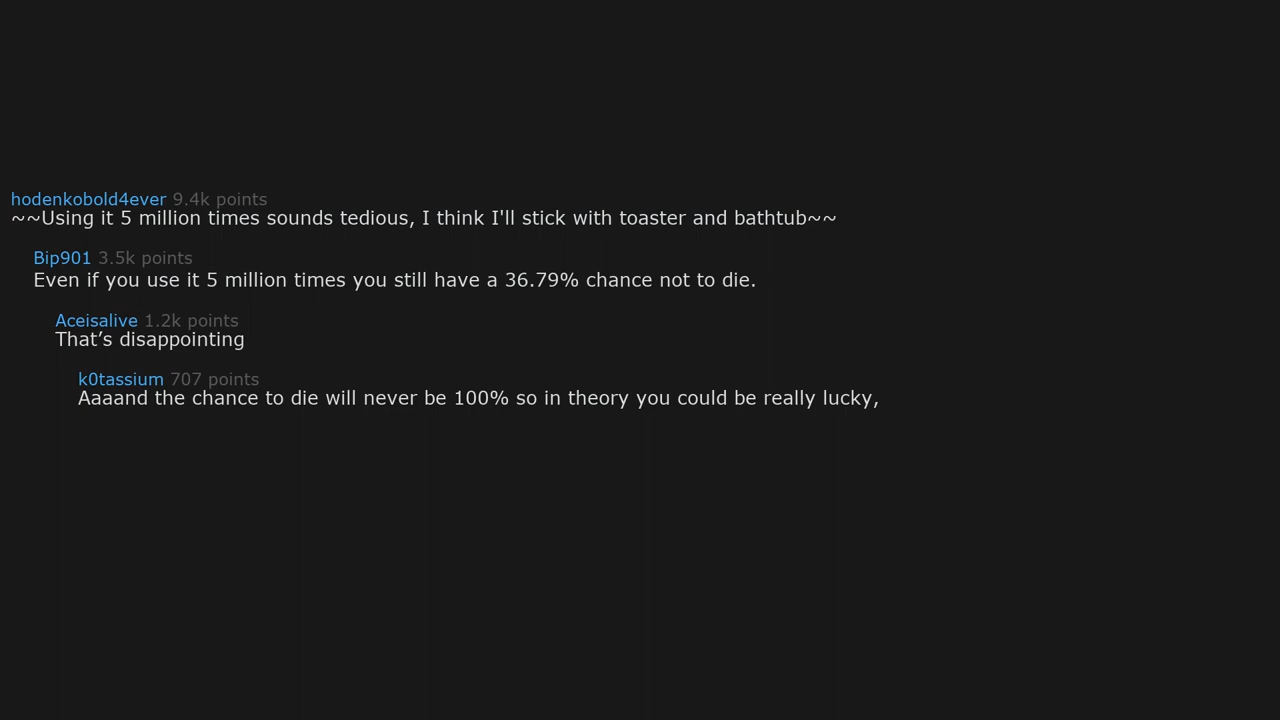 hodenkobold4ever 9.4k points
~~Using it 5 million times sounds tedious, I think I'll stick with toaster and bathtub~~
Bip901 3.5k points
Even if you use it 5 million times you still have a 36.79% chance not to die.
Aceisalive 1.2k points
That’s disappointing
k0tassium 707 points
Aaaand the chance to die will never be 100% so in theory you could be really lucky,